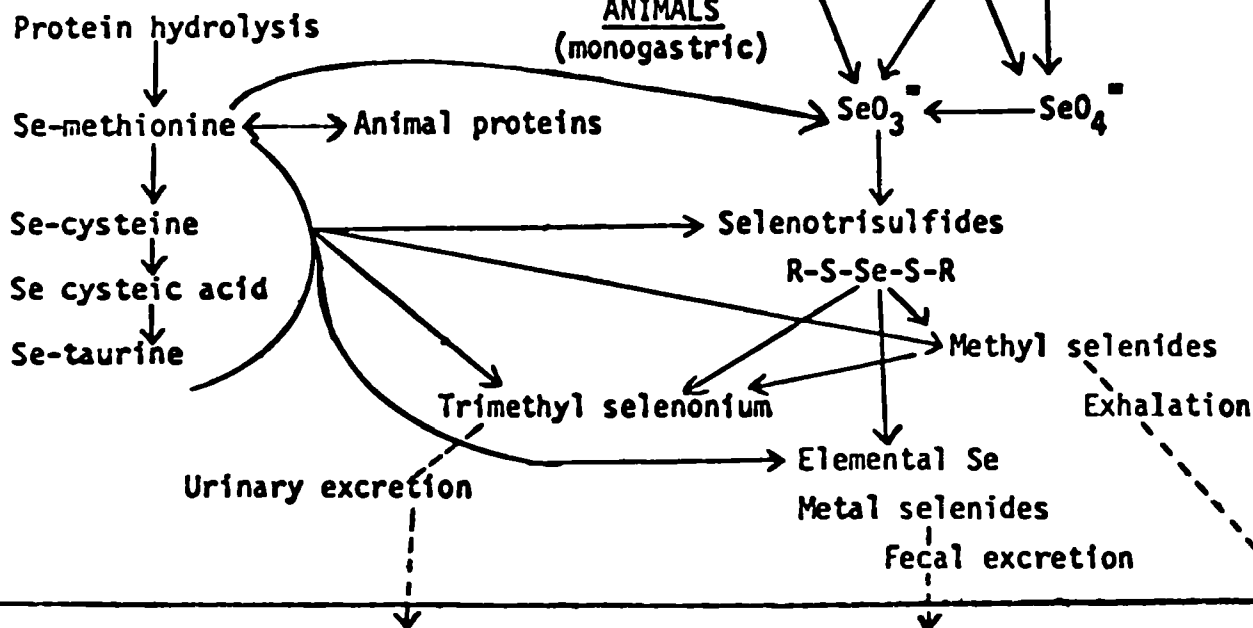 Protein hydrolysis
ANIMALS
(monogastric)
Se-methionine
Animal proteins
SeO3=
SeO4=
Se-cysteine
Selenotrisulfides
R-S-Se-S-R
Se cysteic acid
Se-taurine
Methyl selenides
Trimethyl selenonium
Exhalation
Elemental Se
Urinary excretion
Metal selenides
Fecal excretion